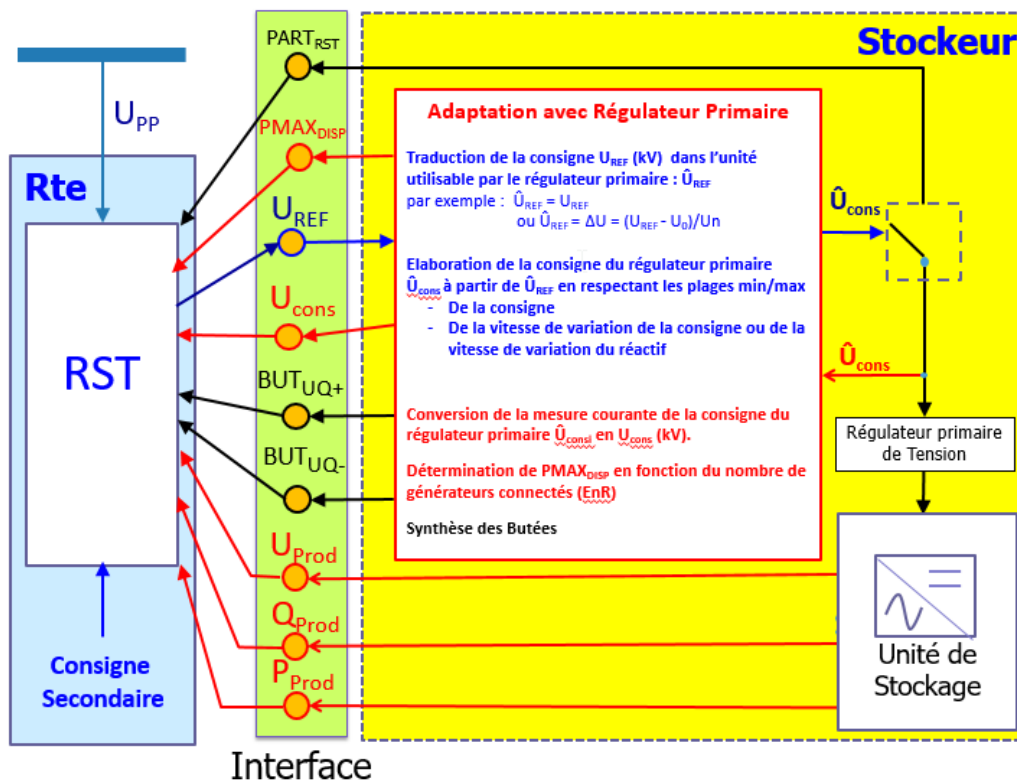 PART_RST
Stockeur
U_PP
PMAX_DISP
Adaptation avec Régulateur Primaire
Rte
Traduction de la consigne U_REF (kV) dans l'unité
utilisable par le régulateur primaire : Û_REF
par exemple : Û_REF = U_REF
ou Û_REF = ΔU = (U_REF - U_0)/Un
U_REF
Û_cons
Elaboration de la consigne du régulateur primaire
Û_cons à partir de Û_REF en respectant les plages min/max
- De la consigne
- De la vitesse de variation de la consigne ou de la
vitesse de variation du réactif
U_cons
RST
Û_cons
BUT_UQ+
Conversion de la mesure courante de la consigne du
régulateur primaire Û_consi en U_cons (kV).
Régulateur primaire
de Tension
BUT_UQ-
Détermination de PMAX_DISP en fonction du nombre de
générateurs connectés (EnR)
Synthèse des Butées
U_Prod
Q_Prod
P_Prod
Consigne
Secondaire
Unité de
Stockage
Interface